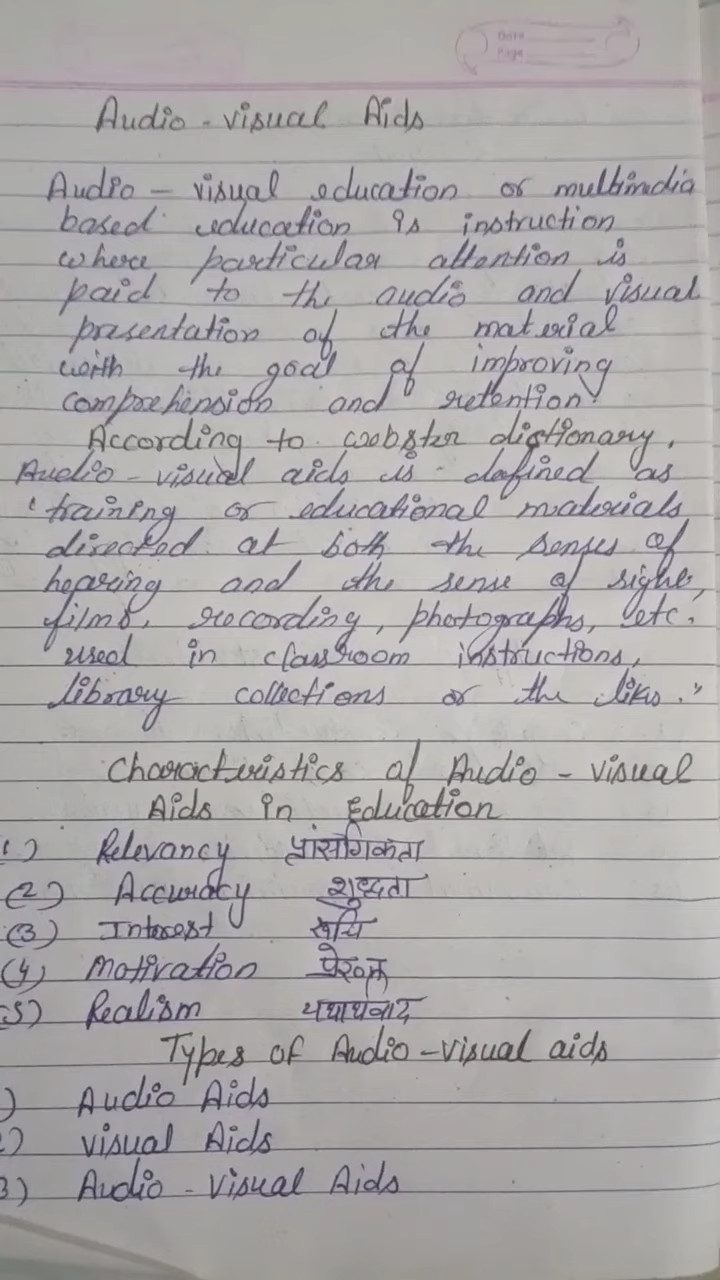 Date
Page
Audio - visual Aids
Audio - visual education or multimedia
based education is instruction
where particular attention is
paid to the audio and visual
presentation of the material
with the goal of improving
comprehension and retention.
According to webster dictionary,
Audio - visual aids is defined as
'training or educational materials
directed at both the senses of
hearing and the sense of sight,
films, recording, photographs, etc.
used in classroom instructions,
library collections or the likes."
Characteristics of Audio - visual
Aids in Education
1) Relevancy प्रासंगिकता
(2) Accuracy शुद्धता
(3) Interest रूचि
(4) Motivation
5) Realism यथार्थवाद
Types of Audio - visual aids
) Audio Aids
2) visual Aids
3) Audio - visual Aids